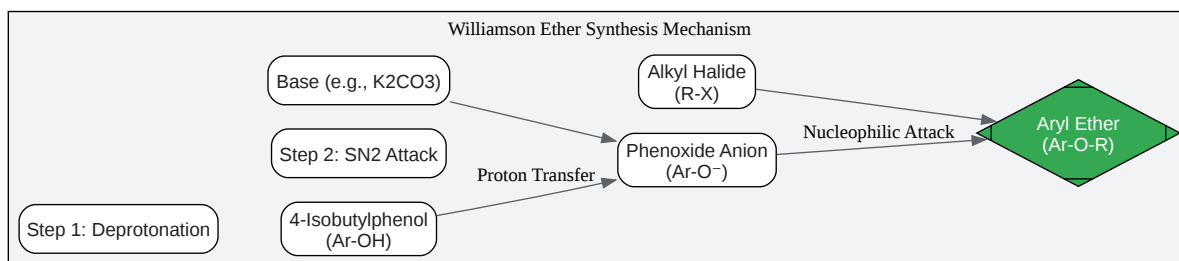 Williamson Ether Synthesis Mechanism
Base (e.g., K2CO3)
Alkyl Halide
(R-X)
Step 2: SN2 Attack
Nucleophilic Attack
Aryl Ether
(Ar-O-R)
Phenoxide Anion
(Ar-O⁻)
Proton Transfer
Step 1: Deprotonation
4-Isobutylphenol
(Ar-OH)